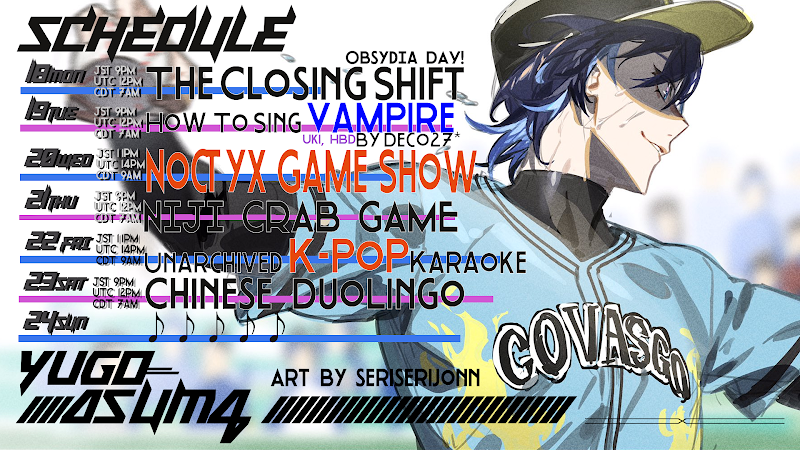 SCHEDULE
OBSYDIA DAY!
18MON JST 9PM THE CLOSING SHIFT
UTC 12PM
CDT 7AM
19TUE JST 9PM HOW TO SING VAMPIRE
UTC 12PM
CDT 7AM
UKI, HBD BY DECO27*
20WED JST 11PM NOCTYX GAME SHOW
UTC 14PM
CDT 9AM
21THU JST 9PM NIJI CRAB GAME
UTC 12PM
CDT 7AM
22 FRI JST 11PM UNARCHIVED K-POP KARAOKE
UTC 14PM
CDT 9AM
23SAT JST 9PM CHINESE DUOLINGO
UTC 12PM
CDT 7AM
24SUN ♪ ♪ ♪ ♪ ♪
YUGO
ASUMA
ART BY SERISERIJONN
COVASGO